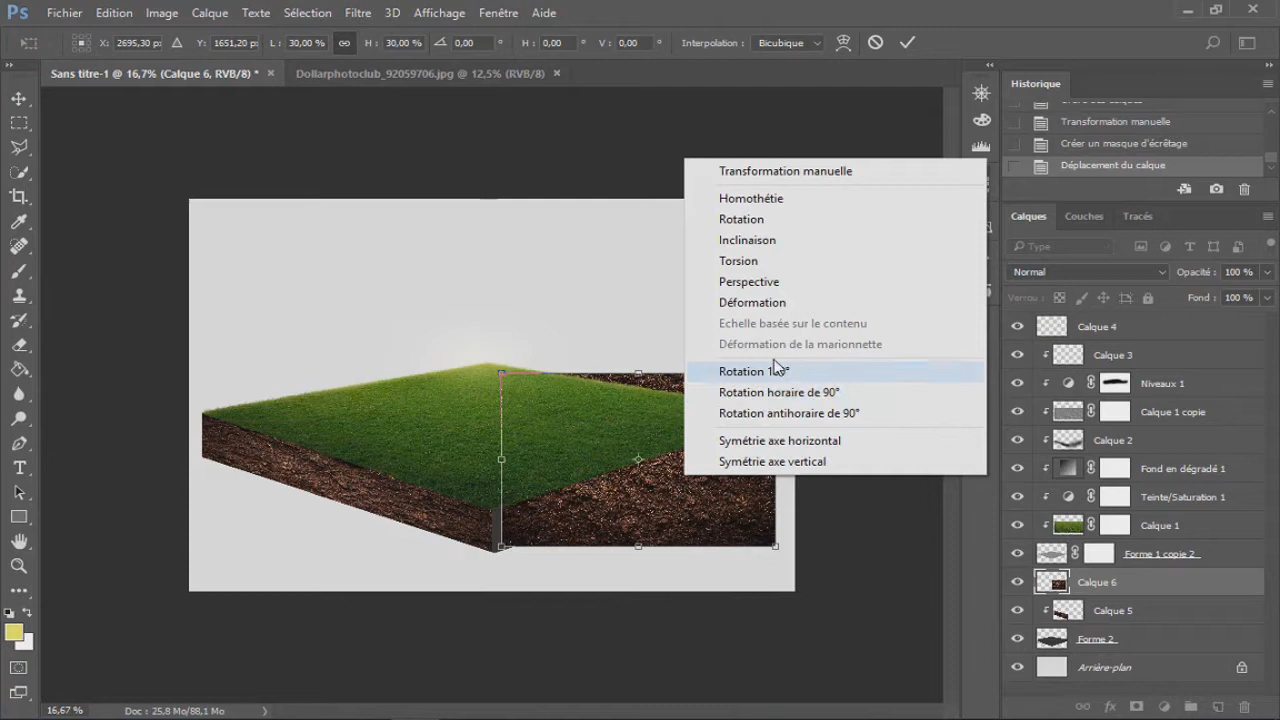 Ps Fichier Edition Image Calque Texte Sélection Filtre 3D Affichage Fenêtre Aide
X: 2695,30 px Y: 1651,20 px L: 30,00 % H: 30,00 % 0,00 ° H: 0,00 ° V: 0,00 ° Interpolation : Bicubique
Sans titre-1 @ 16,7% (Calque 6, RVB/8) * × Dollarphotoclub_92059706.jpg @ 12,5% (RVB/8) ×
Historique
Transformation manuelle
Créer un masque d'écrêtage
Déplacement du calque
Transformation manuelle
Homothétie
Rotation
Inclinaison
Torsion
Perspective
Déformation
Echelle basée sur le contenu
Déformation de la marionnette
Rotation
Rotation horaire de 90°
Rotation antihoraire de 90°
Symétrie axe horizontal
Symétrie axe vertical
Calques Couches Tracés
Type
Normal Opacité : 100 %
Verrou : Fond : 100 %
Calque 4
Calque 3
Niveaux 1
Calque 1 copie
Calque 2
Fond en dégradé 1
Teinte/Saturation 1
Calque 1
Forme 1 copie 2
Calque 6
Calque 5
Forme 2
Arrière-plan
16,67 % Doc : 25,8 Mo/88,1 Mo